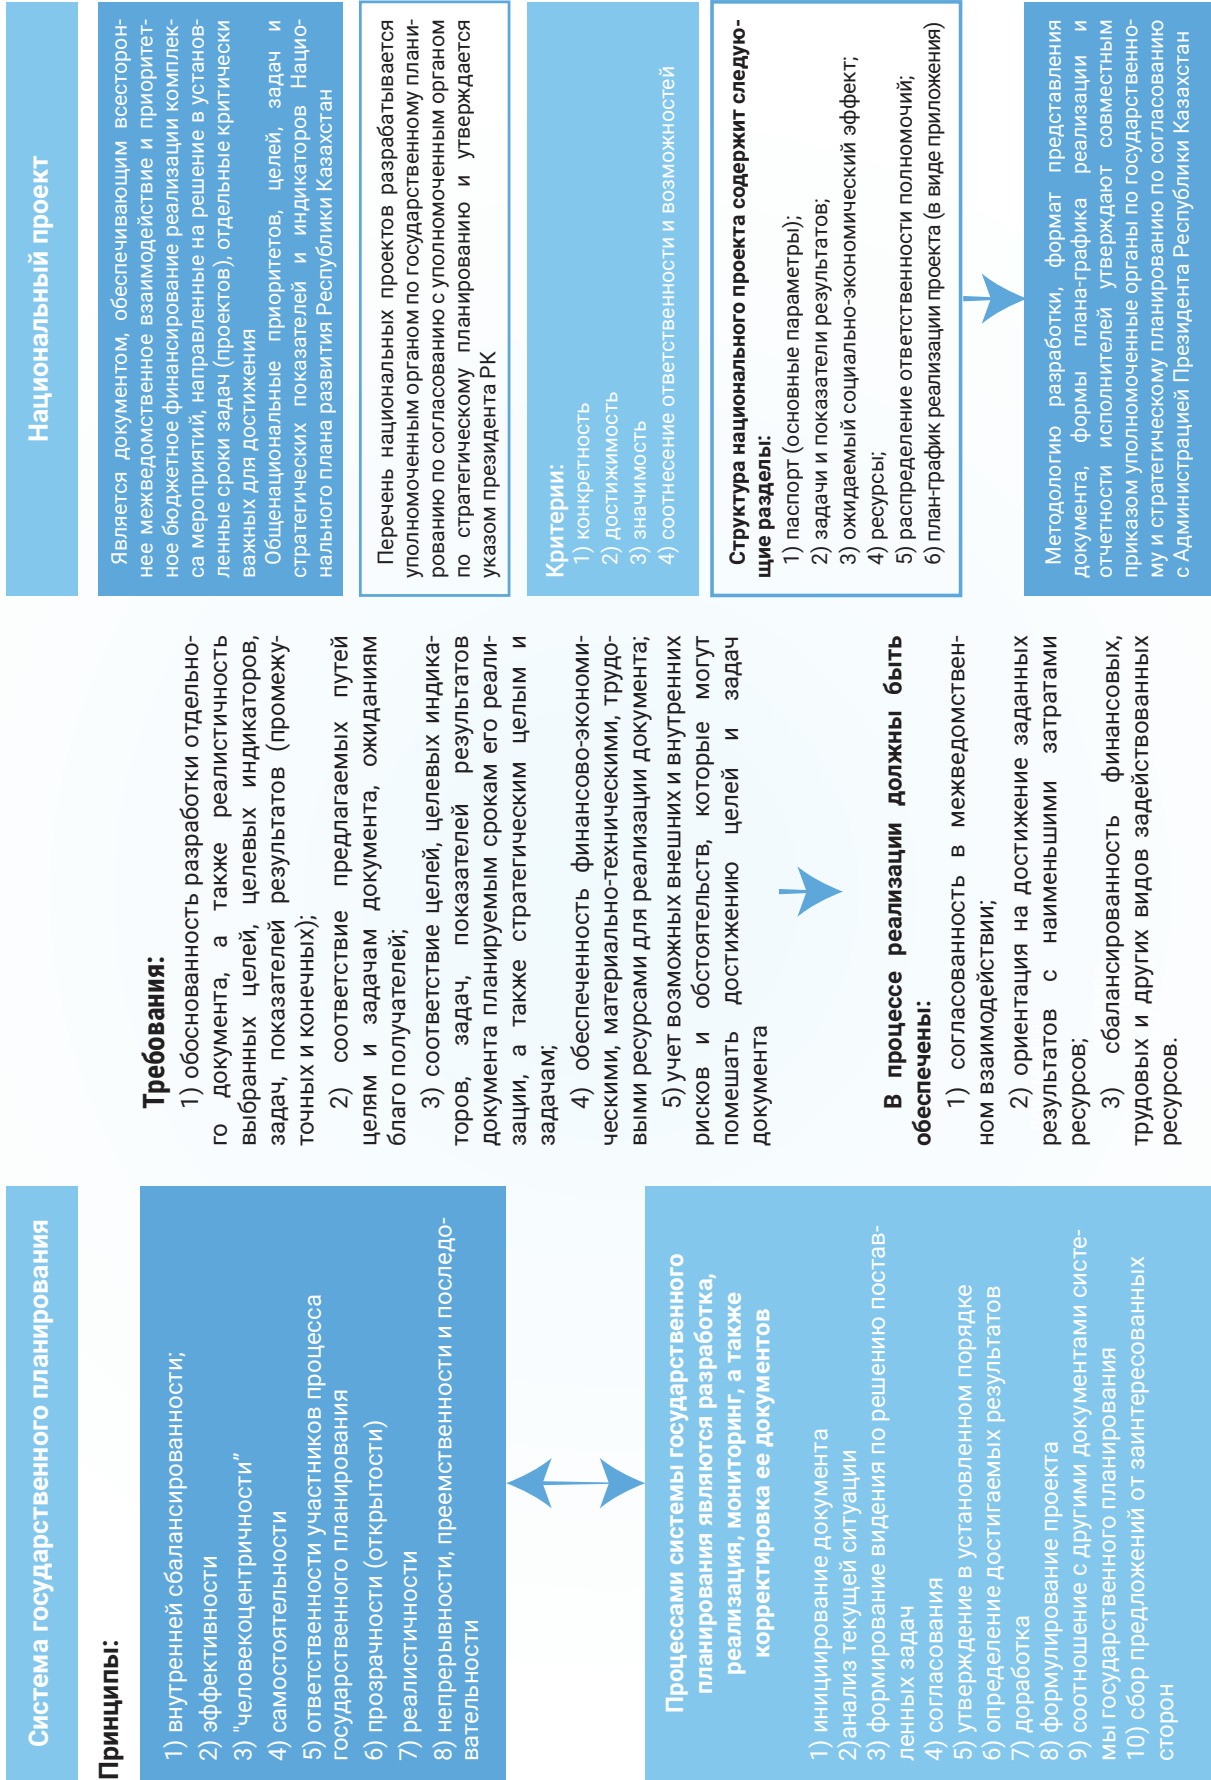 Система государственного планирования
Принципы:
1) внутренней сбалансированности;
2) эффективности
3) "человекоцентричности"
4) самостоятельности
5) ответственности участников процесса
государственного планирования
6) прозрачности (открытости)
7) реалистичности
8) непрерывности, преемственности и последо-
вательности
Процессами системы государственного
планирования являются разработка,
реализация, мониторинг, а также
корректировка ее документов
1) инициирование документа
2)анализ текущей ситуации
3) формирование видения по решению постав-
ленных задач
4) согласования
5) утверждение в установленном порядке
6) определение достигаемых результатов
7) доработка
8) формулирование проекта
9) соотношение с другими документами систе-
мы государственного планирования
10) сбор предложений от заинтересованных
сторон
Требования:
1) обоснованность разработки отдельно-
го документа, а также реалистичность
выбранных целей, целевых индикаторов,
задач, показателей результатов (промежу-
точных и конечных);
2) соответствие предлагаемых путей
целям и задачам документа, ожиданиям
благо получателей;
3) соответствие целей, целевых индика-
торов, задач, показателей результатов
документа планируемым срокам его реали-
зации, а также стратегическим целым и
задачам;
4) обеспеченность финансово-экономи-
ческими, материально-техническими, трудо-
выми ресурсами для реализации документа;
5) учет возможных внешних и внутренних
рисков и обстоятельств, которые могут
помешать достижению целей и задач
документа
В процессе реализации должны быть
обеспечены:
1) согласованность в межведомствен-
ном взаимодействии;
2) ориентация на достижение заданных
результатов с наименьшими затратами
ресурсов;
3) сбалансированность финансовых,
трудовых и других видов задействованных
ресурсов.
Национальный проект
Является документом, обеспечивающим всесторон-
нее межведомственное взаимодействие и приоритет-
ное бюджетное финансирование реализации комплек-
са мероприятий, направленные на решение в установ-
ленные сроки задач (проектов), отдельные критически
важных для достижения
Общенациональные приоритетов, целей, задач и
стратегических показателей и индикаторов Нацио-
нального плана развития Республики Казахстан
Перечень национальных проектов разрабатывается
уполномоченным органом по государственному плани-
рованию по согласованию с уполномоченным органом
по стратегическому планированию и утверждается
указом президента РК
Критерии:
1) конкретность
2) достижимость
3) значимость
4) соотнесение ответственности и возможностей
Структура национального проекта содержит следую-
щие разделы:
1) паспорт (основные параметры);
2) задачи и показатели результатов;
3) ожидаемый социально-экономический эффект;
4) ресурсы;
5) распределение ответственности полномочий;
6) план-график реализации проекта (в виде приложения)
Методологию разработки, формат представления
документа, формы плана-графика реализации и
отчетности исполнителей утверждают совместным
приказом уполномоченные органы по государственно-
му и стратегическому планированию по согласованию
с Администрацией Президента Республики Казахстан